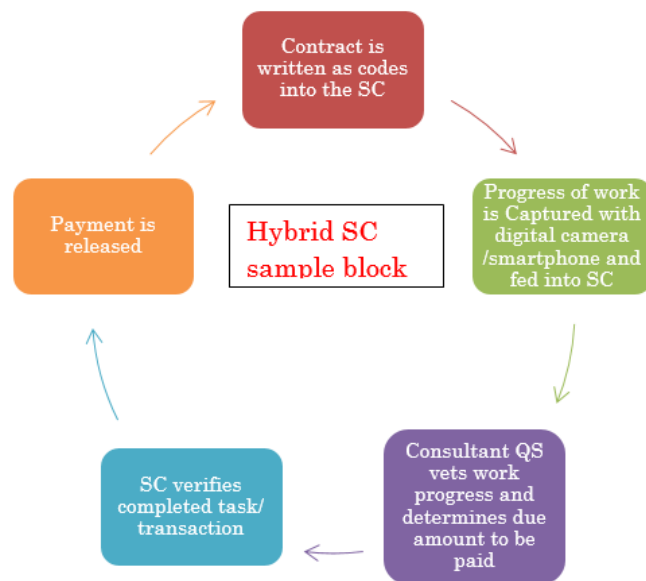 Contract is
written as codes
into the SC
Progress of work
is Captured with
digital camera
/smartphone and
fed into SC
Consultant QS
vets work
progress and
determines due
amount to be
paid
SC verifies
completed task/
transaction
Payment is
released
Hybrid SC
sample block